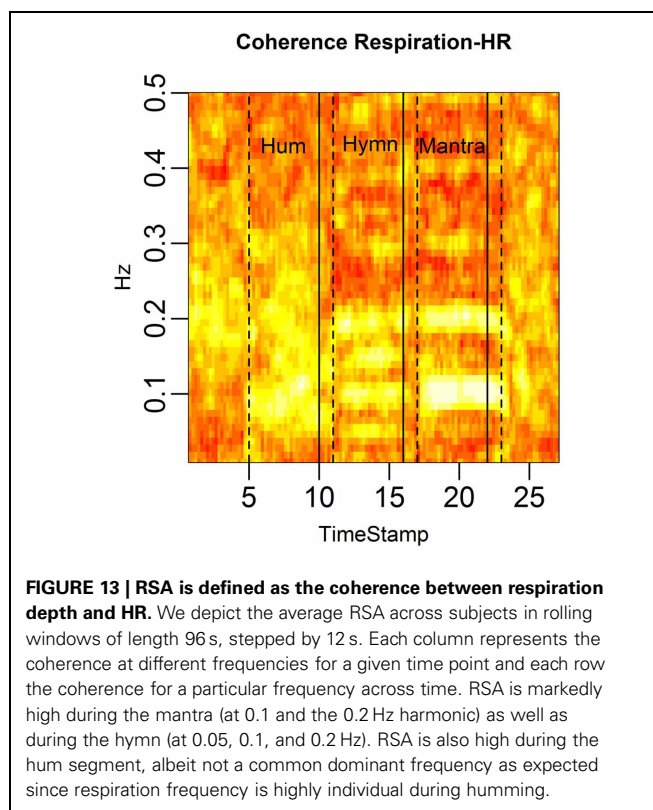 Coherence Respiration-HR
0.5
0.4
0.3
0.2
0.1
Hz
Hum Hymn Mantra
5 10 15 20 25
TimeStamp
FIGURE 13 | RSA is defined as the coherence between respiration
depth and HR. We depict the average RSA across subjects in rolling
windows of length 96 s, stepped by 12 s. Each column represents the
coherence at different frequencies for a given time point and each row
the coherence for a particular frequency across time. RSA is markedly
high during the mantra (at 0.1 and the 0.2 Hz harmonic) as well as
during the hymn (at 0.05, 0.1, and 0.2 Hz). RSA is also high during the
hum segment, albeit not a common dominant frequency as expected
since respiration frequency is highly individual during humming.